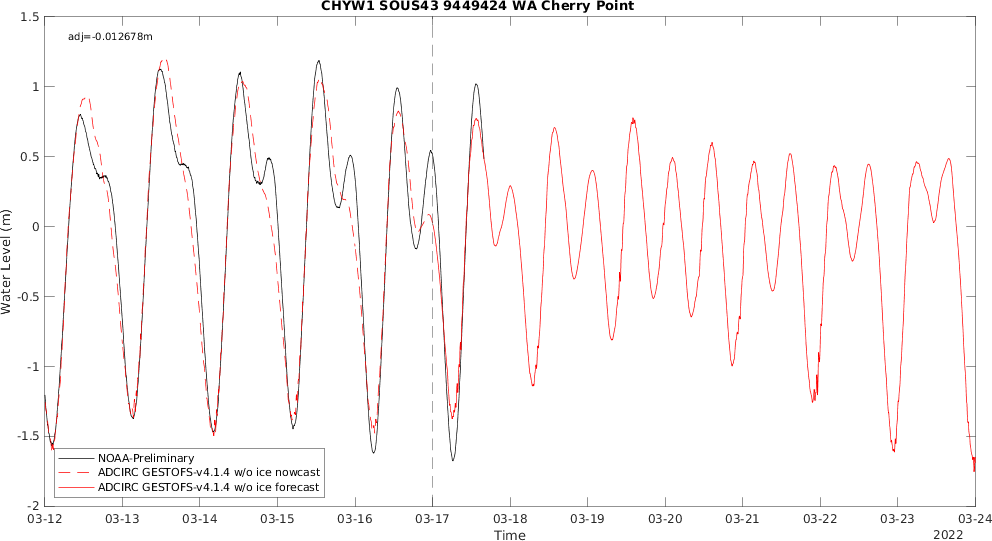 CHYW1 SOUS43 9449424 WA Cherry Point
adj=-0.012678m
1.5
1
0.5
0
-0.5
-1
-1.5
-2
Water Level (m)
NOAA-Preliminary
ADCIRC GESTOFS-v4.1.4 w/o ice nowcast
ADCIRC GESTOFS-v4.1.4 w/o ice forecast
03-12 03-13 03-14 03-15 03-16 03-17 03-18 03-19 03-20 03-21 03-22 03-23 03-24
Time
2022